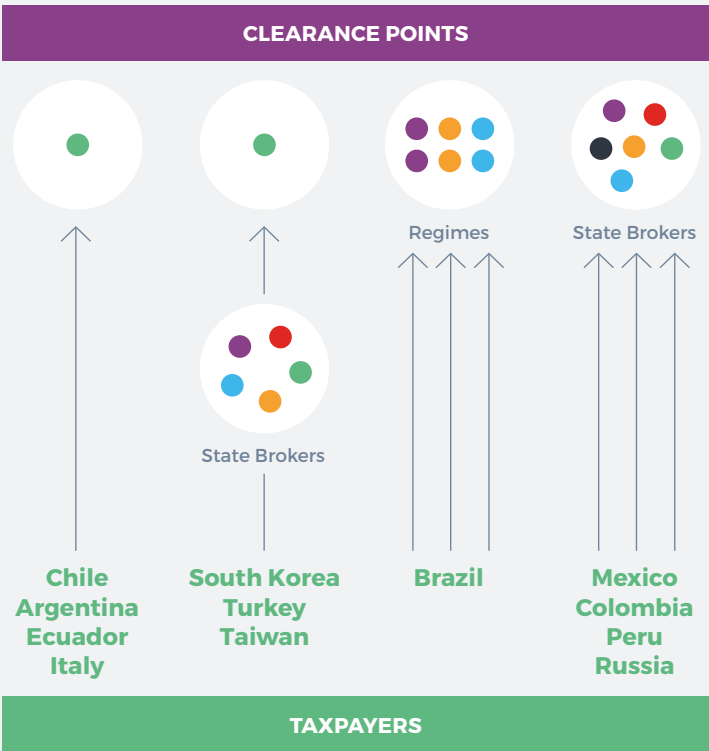 CLEARANCE POINTS
Regimes
State Brokers
State Brokers
Chile
Argentina
Ecuador
Italy
South Korea
Turkey
Taiwan
Brazil
Mexico
Colombia
Peru
Russia
TAXPAYERS